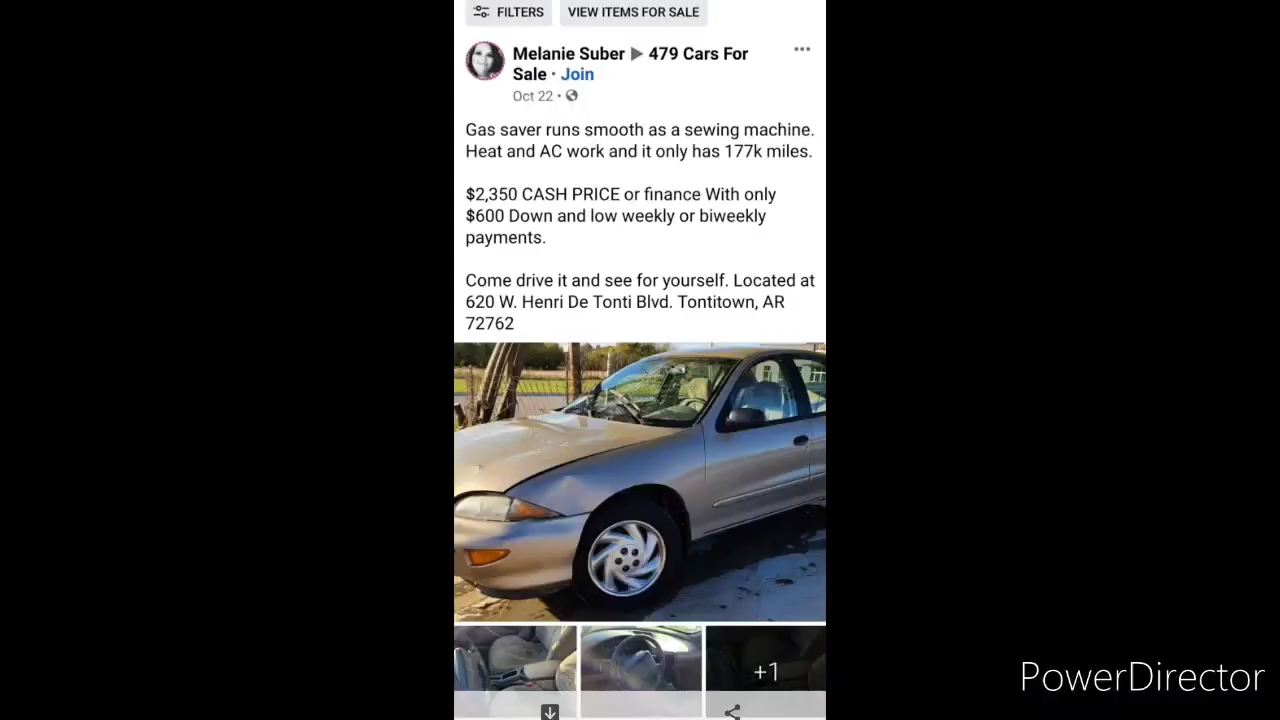 FILTERS
VIEW ITEMS FOR SALE
Melanie Suber ▶ 479 Cars For
Sale · Join
Oct 22 •
Gas saver runs smooth as a sewing machine.
Heat and AC work and it only has 177k miles.
$2,350 CASH PRICE or finance With only
$600 Down and low weekly or biweekly
payments.
Come drive it and see for yourself. Located at
620 W. Henri De Tonti Blvd. Tontitown, AR
72762
+1
PowerDirector